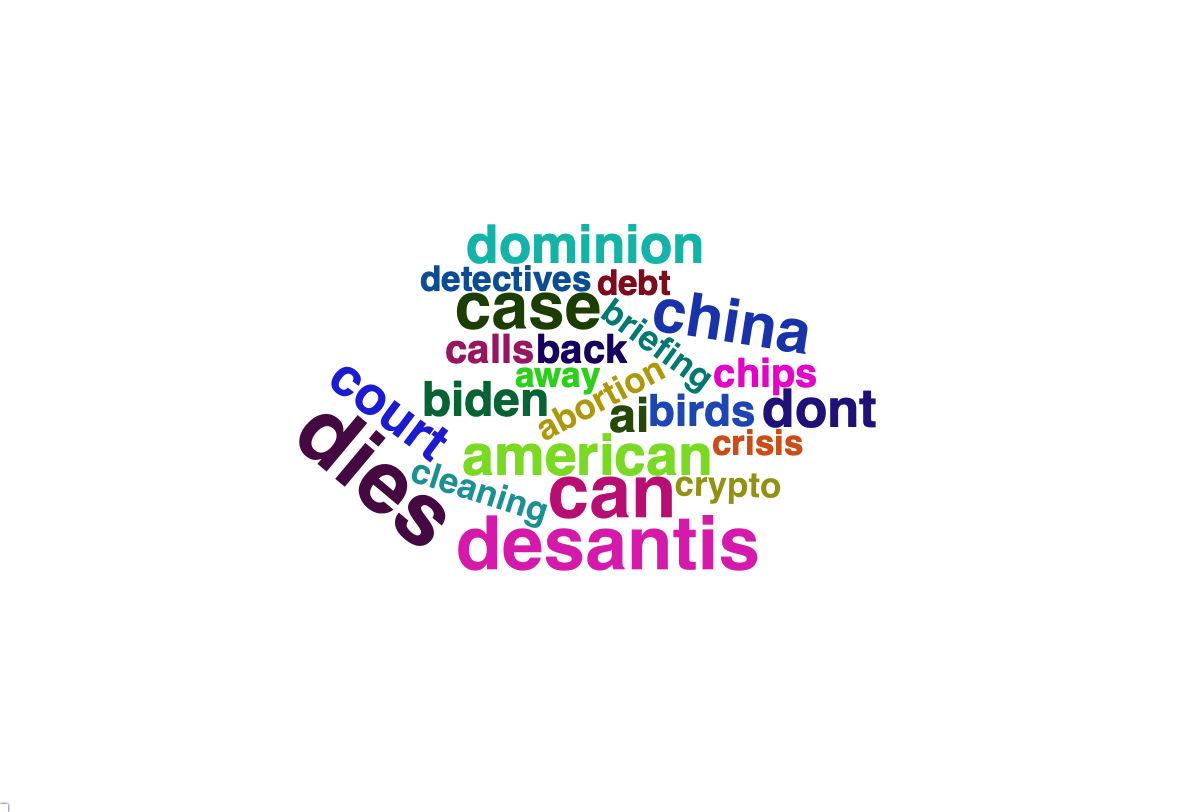 dominion
detectives
debt
case
china
briefing
calls
back
away
chips
abortion
court
biden
ai
birds
dont
dies
american
crisis
cleaning
can
crypto
desantis